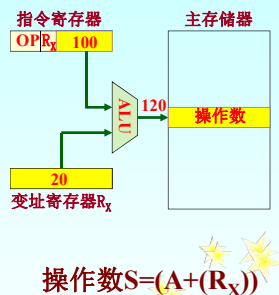 指令寄存器
主存储器
OP RX 100
ALU
120
操作数
20
变址寄存器RX
操作数S=(A+(RX))